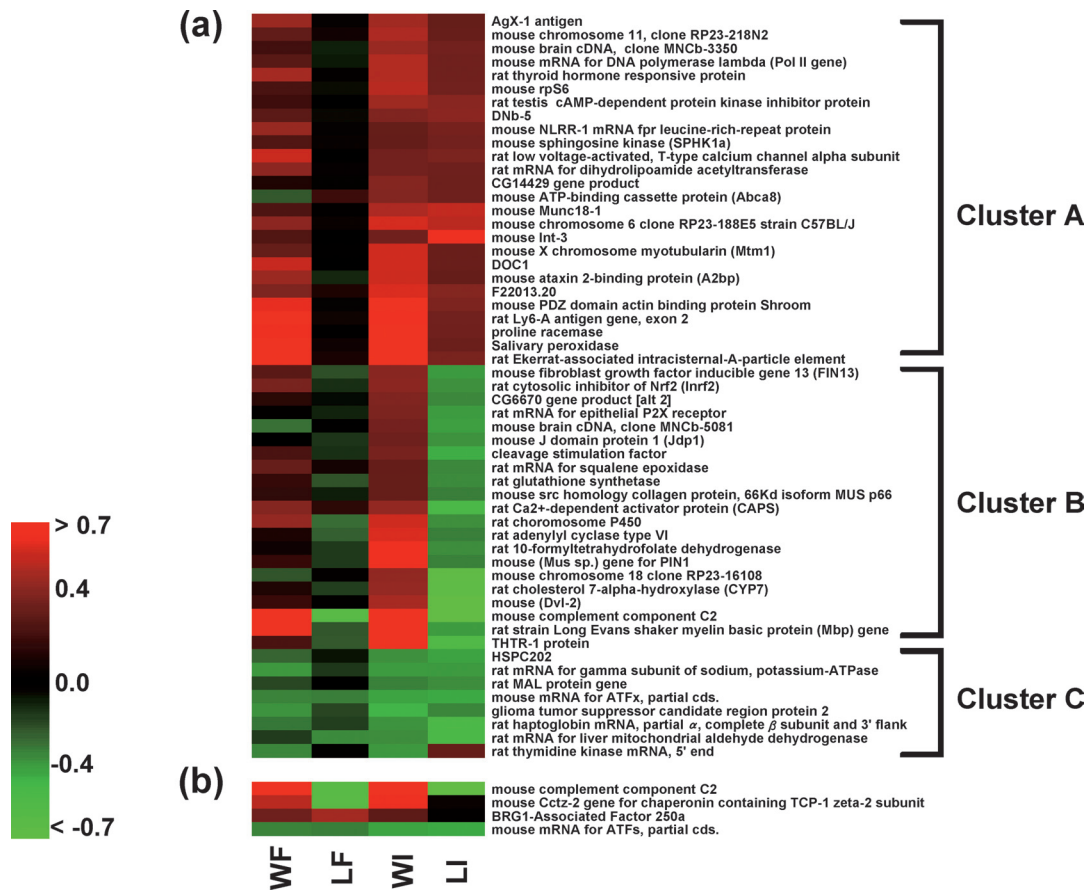 (a)
AgX-1 antigen
mouse chromosome 11, clone RP23-218N2
mouse brain cDNA, clone MNCb-3350
mouse mRNA for DNA polymerase lambda (Pol II gene)
rat thyroid hormone responsive protein
mouse rpS6
rat testis cAMP-dependent protein kinase inhibitor protein
DNb-5
mouse NLRR-1 mRNA fpr leucine-rich-repeat protein
mouse sphingosine kinase (SPHK1a)
rat low voltage-activated, T-type calcium channel alpha subunit
rat mRNA for dihydrolipoamide acetyltransferase
CG14429 gene product
mouse ATP-binding cassette protein (Abca8)
mouse Munc18-1
mouse chromosome 6 clone RP23-188E5 strain C57BL/J
mouse Int-3
mouse X chromosome myotubularin (Mtm1)
DOC1
mouse ataxin 2-binding protein (A2bp)
F22013.20
mouse PDZ domain actin binding protein Shroom
rat Ly6-A antigen gene, exon 2
proline racemase
Salivary peroxidase
rat Ekerrat-associated intracisternal-A-particle element
Cluster A
mouse fibroblast growth factor inducible gene 13 (FIN13)
rat cytosolic inhibitor of Nrf2 (Inrf2)
CG6670 gene product [alt 2]
rat mRNA for epithelial P2X receptor
mouse brain cDNA, clone MNCb-5081
mouse J domain protein 1 (Jdp1)
cleavage stimulation factor
rat mRNA for squalene epoxidase
rat glutathione synthetase
mouse src homology collagen protein, 66Kd isoform MUS p66
rat Ca2+-dependent activator protein (CAPS)
rat choromosome P450
rat adenylyl cyclase type VI
rat 10-formyltetrahydrofolate dehydrogenase
mouse (Mus sp.) gene for PIN1
mouse chromosome 18 clone RP23-16108
rat cholesterol 7-alpha-hydroxylase (CYP7)
mouse (Dvl-2)
mouse complement component C2
rat strain Long Evans shaker myelin basic protein (Mbp) gene
THTR-1 protein
Cluster B
HSPC202
rat mRNA for gamma subunit of sodium, potassium-ATPase
rat MAL protein gene
mouse mRNA for ATFx, partial cds.
glioma tumor suppressor candidate region protein 2
rat haptoglobin mRNA, partial α, complete β subunit and 3' flank
rat mRNA for liver mitochondrial aldehyde dehydrogenase
rat thymidine kinase mRNA, 5' end
Cluster C
> 0.7
0.4
0.0
-0.4
< -0.7
(b)
mouse complement component C2
mouse Cctz-2 gene for chaperonin containing TCP-1 zeta-2 subunit
BRG1-Associated Factor 250a
mouse mRNA for ATFs, partial cds.
WF
LF
WI
LI